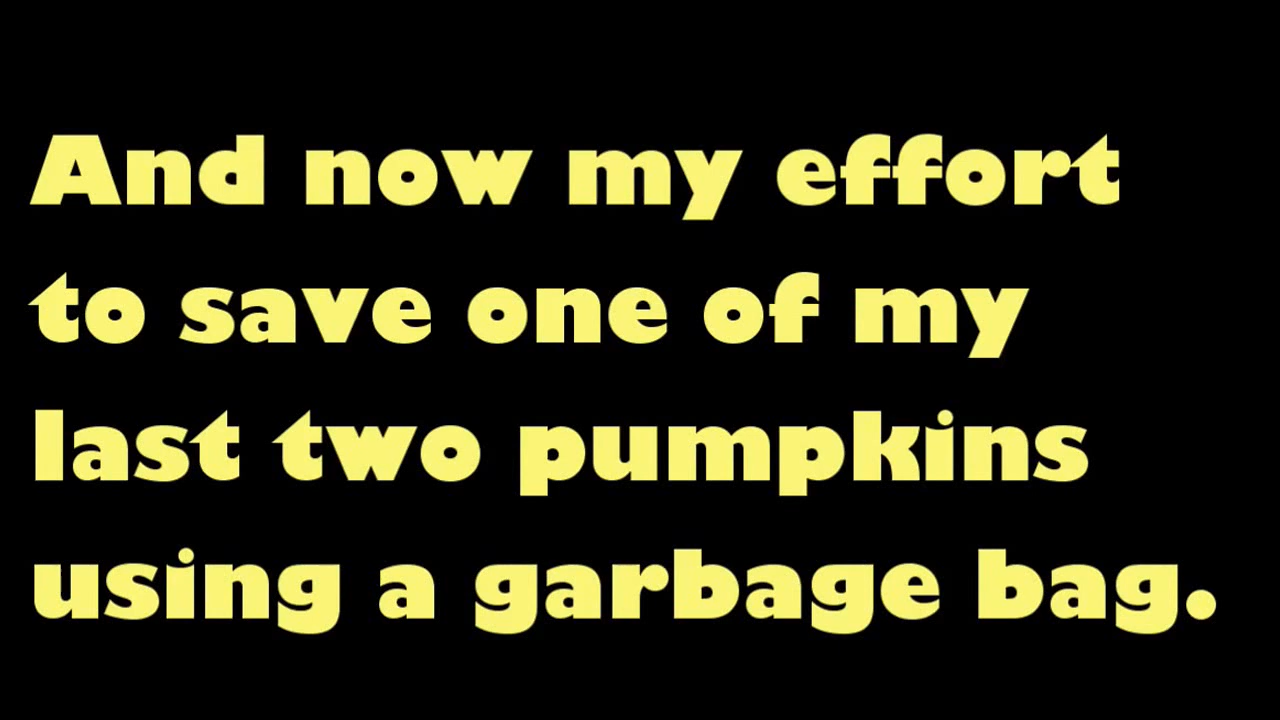 And now my effort
to save one of my
last two pumpkins
using a garbage bag.